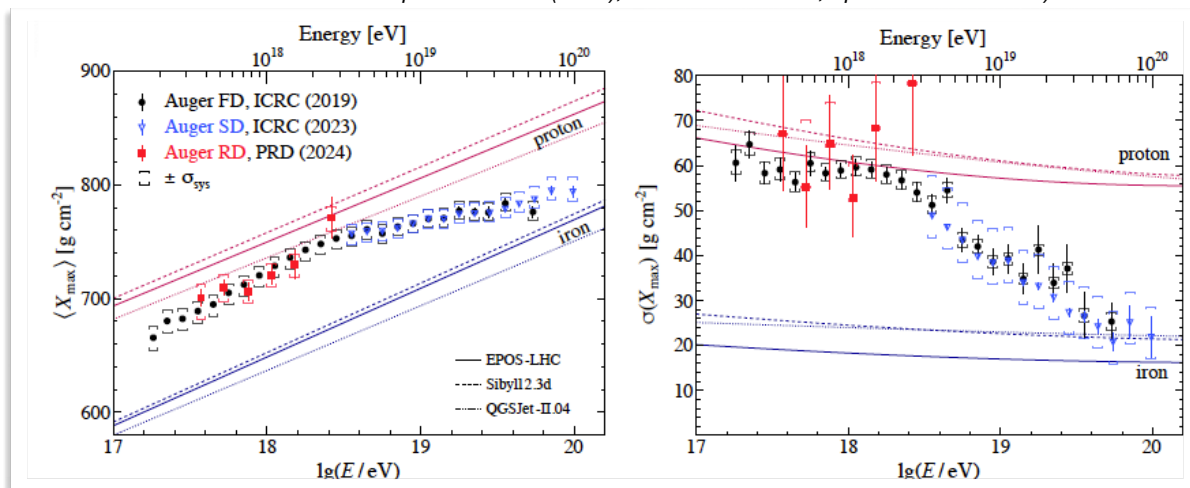 Energy [eV]
10^18 10^19 10^20
900
800
700
600
⟨Xmax⟩ [g cm^-2]
Auger FD, ICRC (2019)
Auger SD, ICRC (2023)
Auger RD, PRD (2024)
± σsys
proton
iron
EPOS-LHC
Sibyll2.3d
QGSJet-II.04
17 18 19 20
lg(E/eV)
Energy [eV]
10^18 10^19 10^20
80
70
60
50
40
30
20
10
σ(Xmax) [g cm^-2]
proton
iron
17 18 19 20
lg(E/eV)